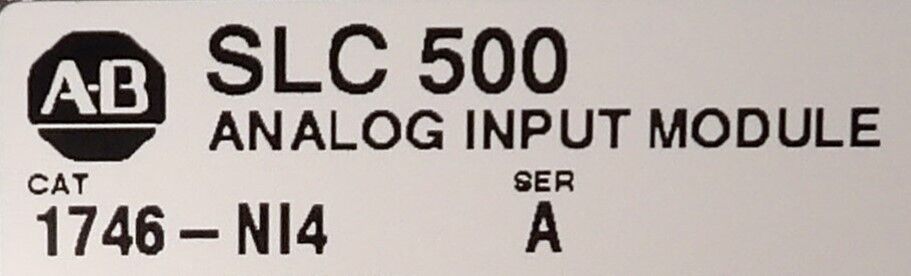 A-B
SLC 500
ANALOG INPUT MODULE
CAT SER
1746-NI4 A